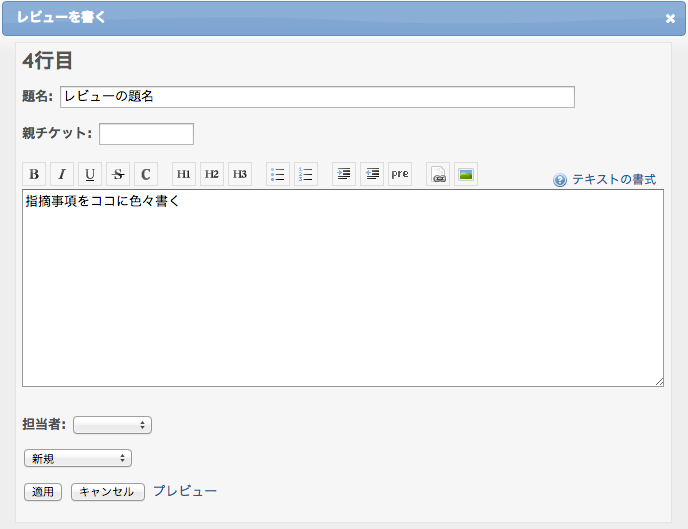 レビューを書く
4行目
題名: レビューの題名
親チケット:
B I U S C H1 H2 H3 pre
テキストの書式
指摘事項をココに色々書く
担当者:
新規
適用 キャンセル プレビュー